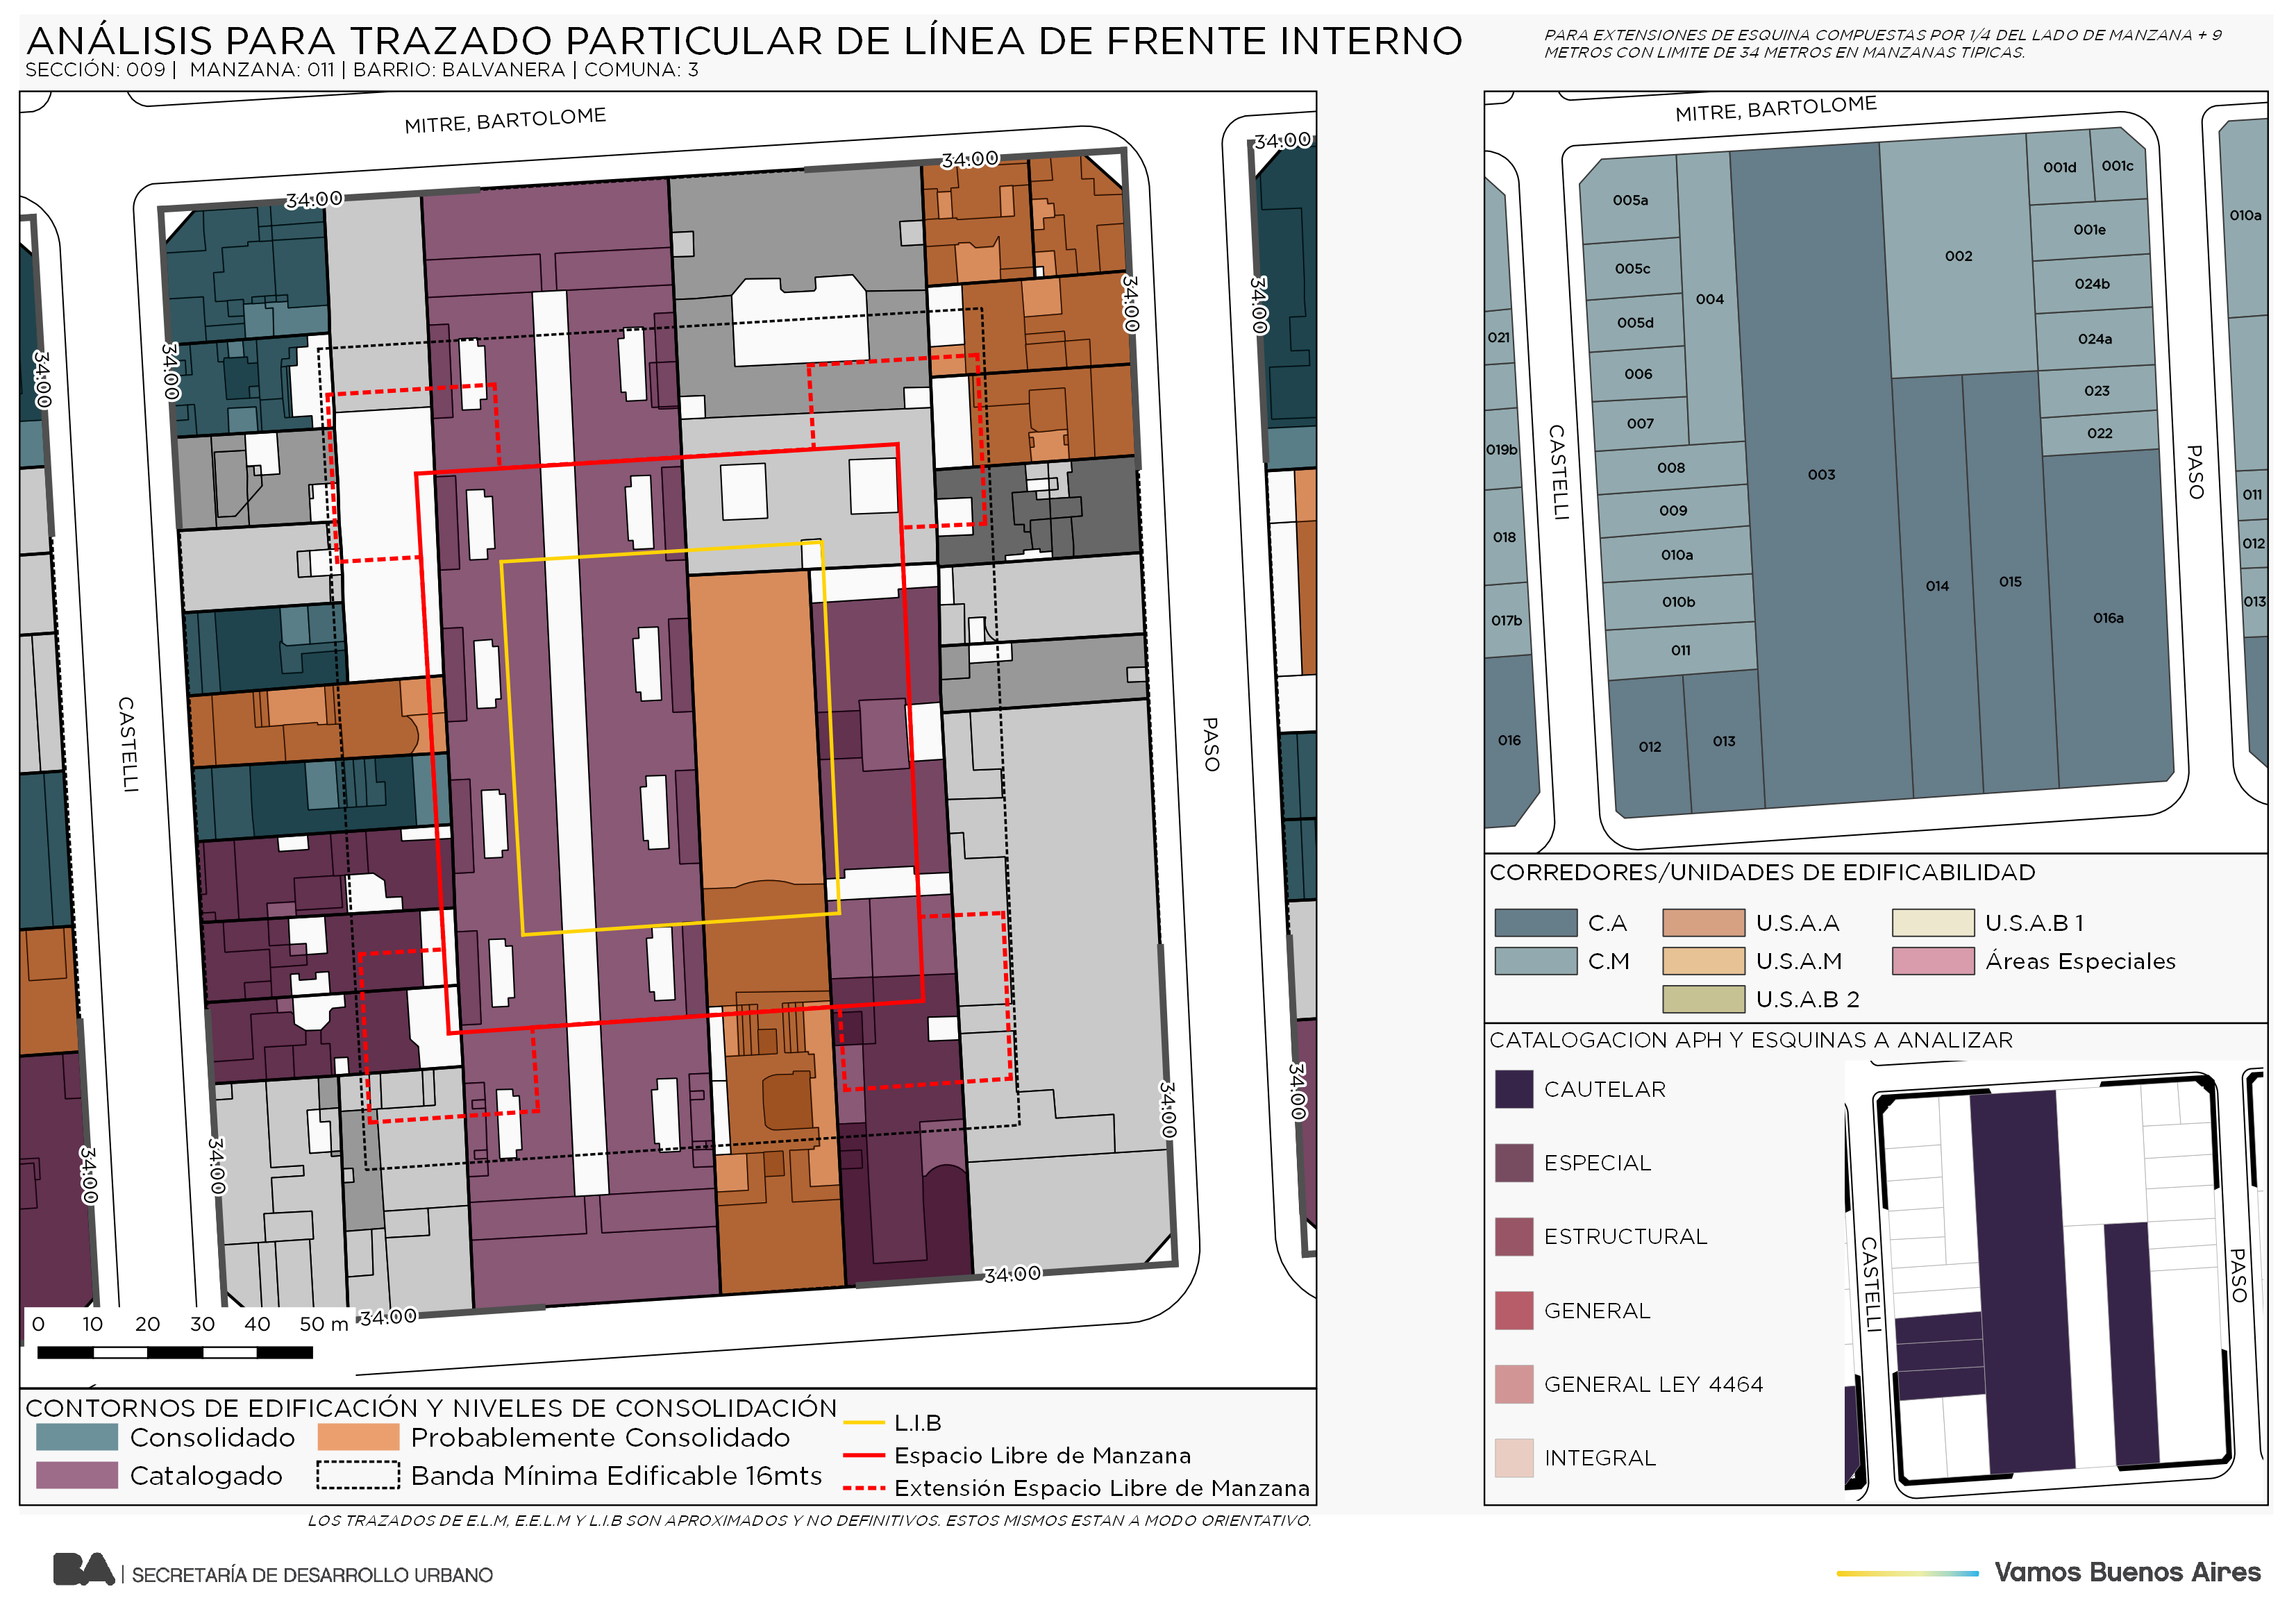 ANÁLISIS PARA TRAZADO PARTICULAR DE LÍNEA DE FRENTE INTERNO
SECCIÓN: 009 | MANZANA: 011 | BARRIO: BALVANERA | COMUNA: 3
PARA EXTENSIONES DE ESQUINA COMPUESTAS POR 1/4 DEL LADO DE MANZANA + 9
METROS CON LIMITE DE 34 METROS EN MANZANAS TIPICAS.
MITRE, BARTOLOME
34.00
34.00
34.00
34.00
34.00
34.00
34.00
CASTELLI
PASO
34.00
34.00
34.00
34.00
34.00
34.00
0 10 20 30 40 50 m
CONTORNOS DE EDIFICACIÓN Y NIVELES DE CONSOLIDACIÓN
Consolidado
Probablemente Consolidado
Catalogado
Banda Mínima Edificable 16mts
L.I.B
Espacio Libre de Manzana
Extensión Espacio Libre de Manzana
LOS TRAZADOS DE E.L.M, E.E.L.M Y L.I.B SON APROXIMADOS Y NO DEFINITIVOS. ESTOS MISMOS ESTAN A MODO ORIENTATIVO.
MITRE, BARTOLOME
005a
001d
001c
010a
001e
005c
002
024b
004
005d
021
024a
006
023
007
022
019b
008
003
011
009
018
012
010a
014
015
013
010b
017b
016a
011
016
012
013
CASTELLI
PASO
CORREDORES/UNIDADES DE EDIFICABILIDAD
C.A
U.S.A.A
U.S.A.B 1
C.M
U.S.A.M
Áreas Especiales
U.S.A.B 2
CATALOGACION APH Y ESQUINAS A ANALIZAR
CAUTELAR
ESPECIAL
ESTRUCTURAL
GENERAL
GENERAL LEY 4464
INTEGRAL
CASTELLI
PASO
BA | SECRETARÍA DE DESARROLLO URBANO
Vamos Buenos Aires